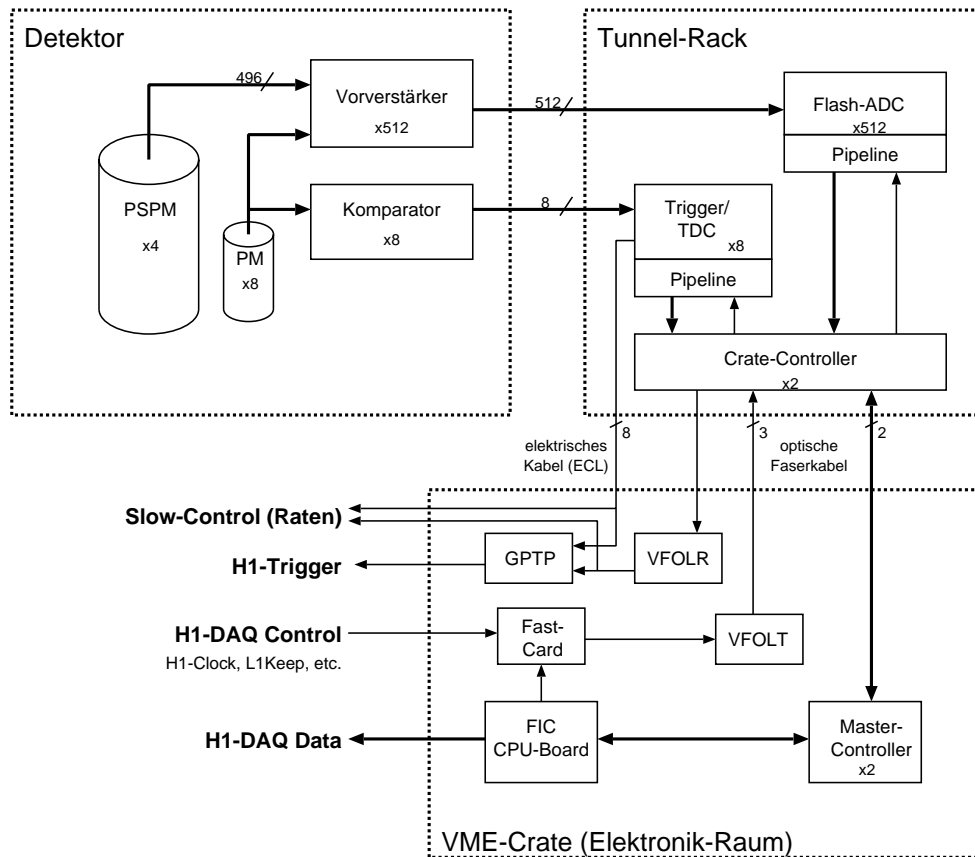 Detektor
Tunnel-Rack
496
Vorverstärker
x512
512
Flash-ADC
x512
Pipeline
PSPM
x4
Komparator
x8
8
Trigger/
TDC
x8
PM
x8
Pipeline
Crate-Controller
x2
8
3
2
elektrisches
Kabel (ECL)
optische
Faserkabel
Slow-Control (Raten)
H1-Trigger
GPTP
VFOLR
H1-DAQ Control
H1-Clock, L1Keep, etc.
Fast-
Card
VFOLT
H1-DAQ Data
FIC
CPU-Board
Master-
Controller
x2
VME-Crate (Elektronik-Raum)